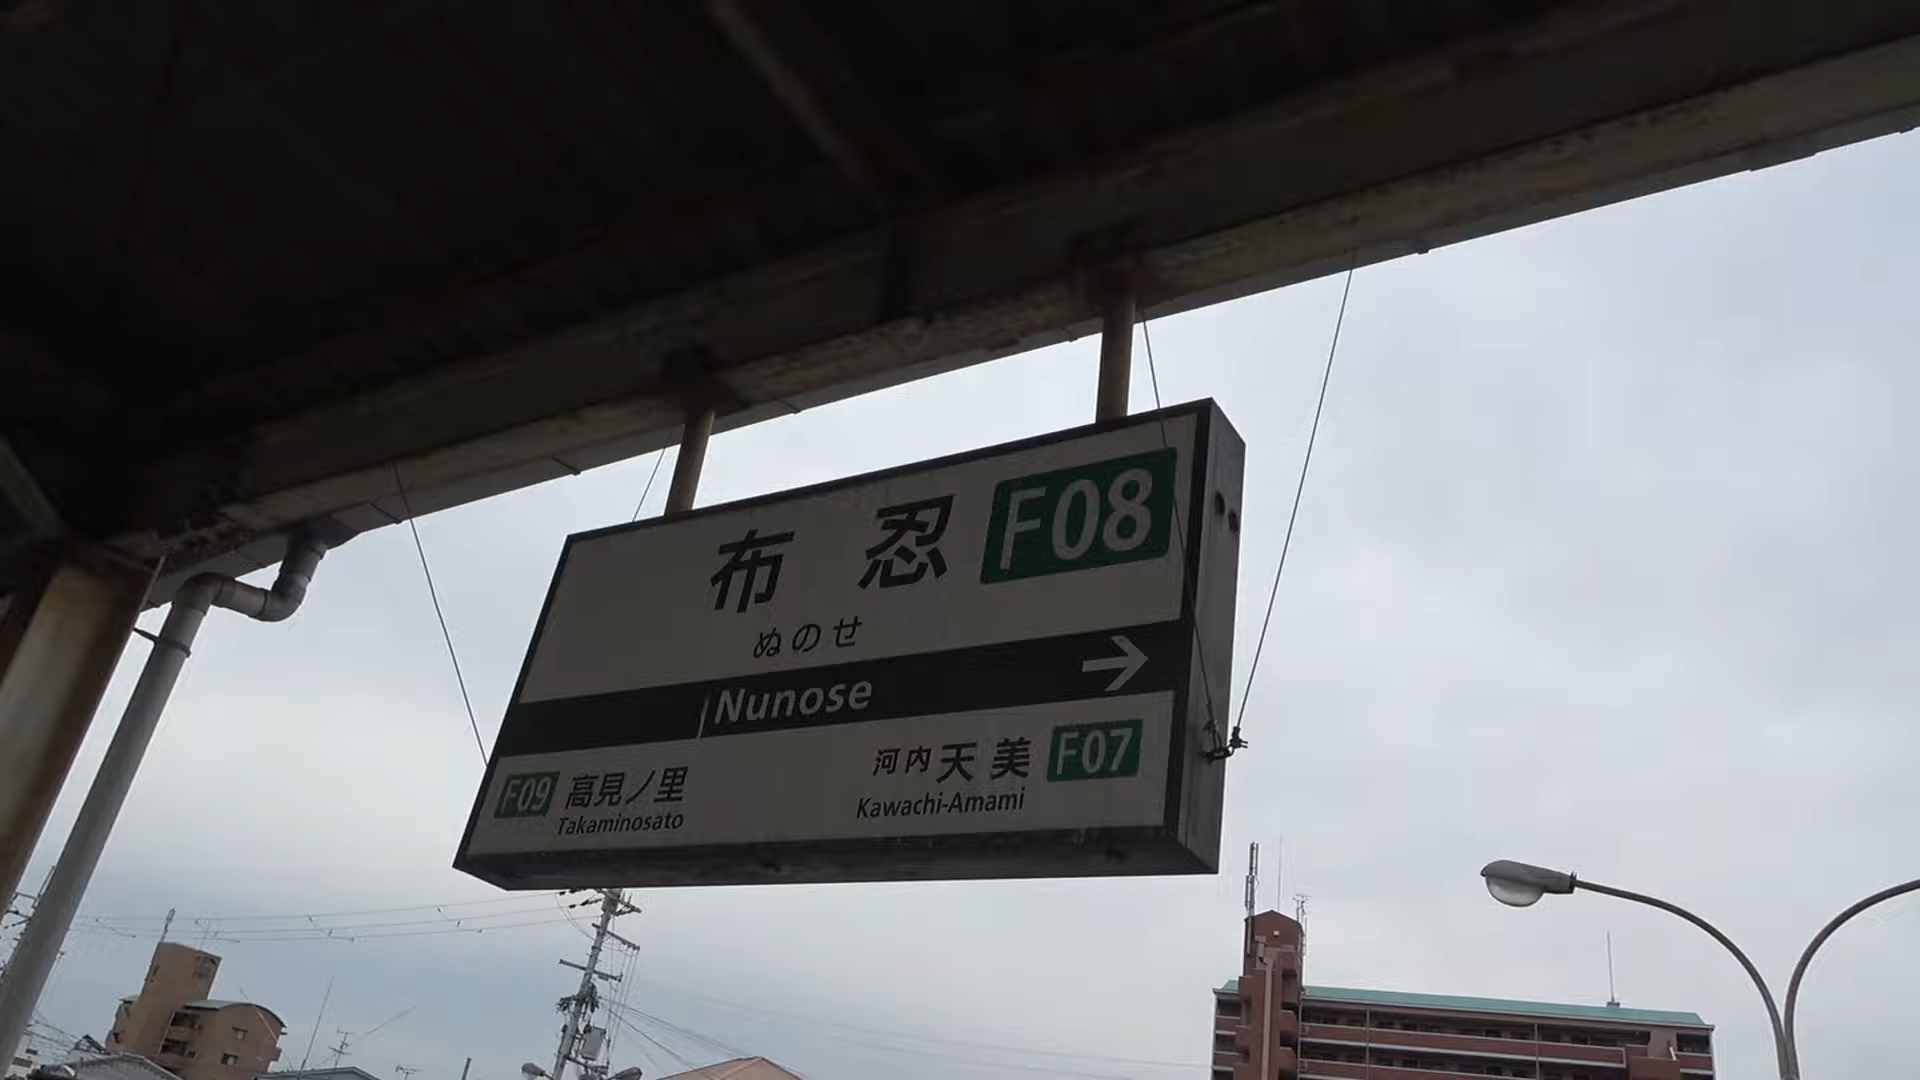 布忍 F08
ぬのせ
Nunose →
F09 高見ノ里 河内天美 F07
Takaminosato Kawachi-Amami